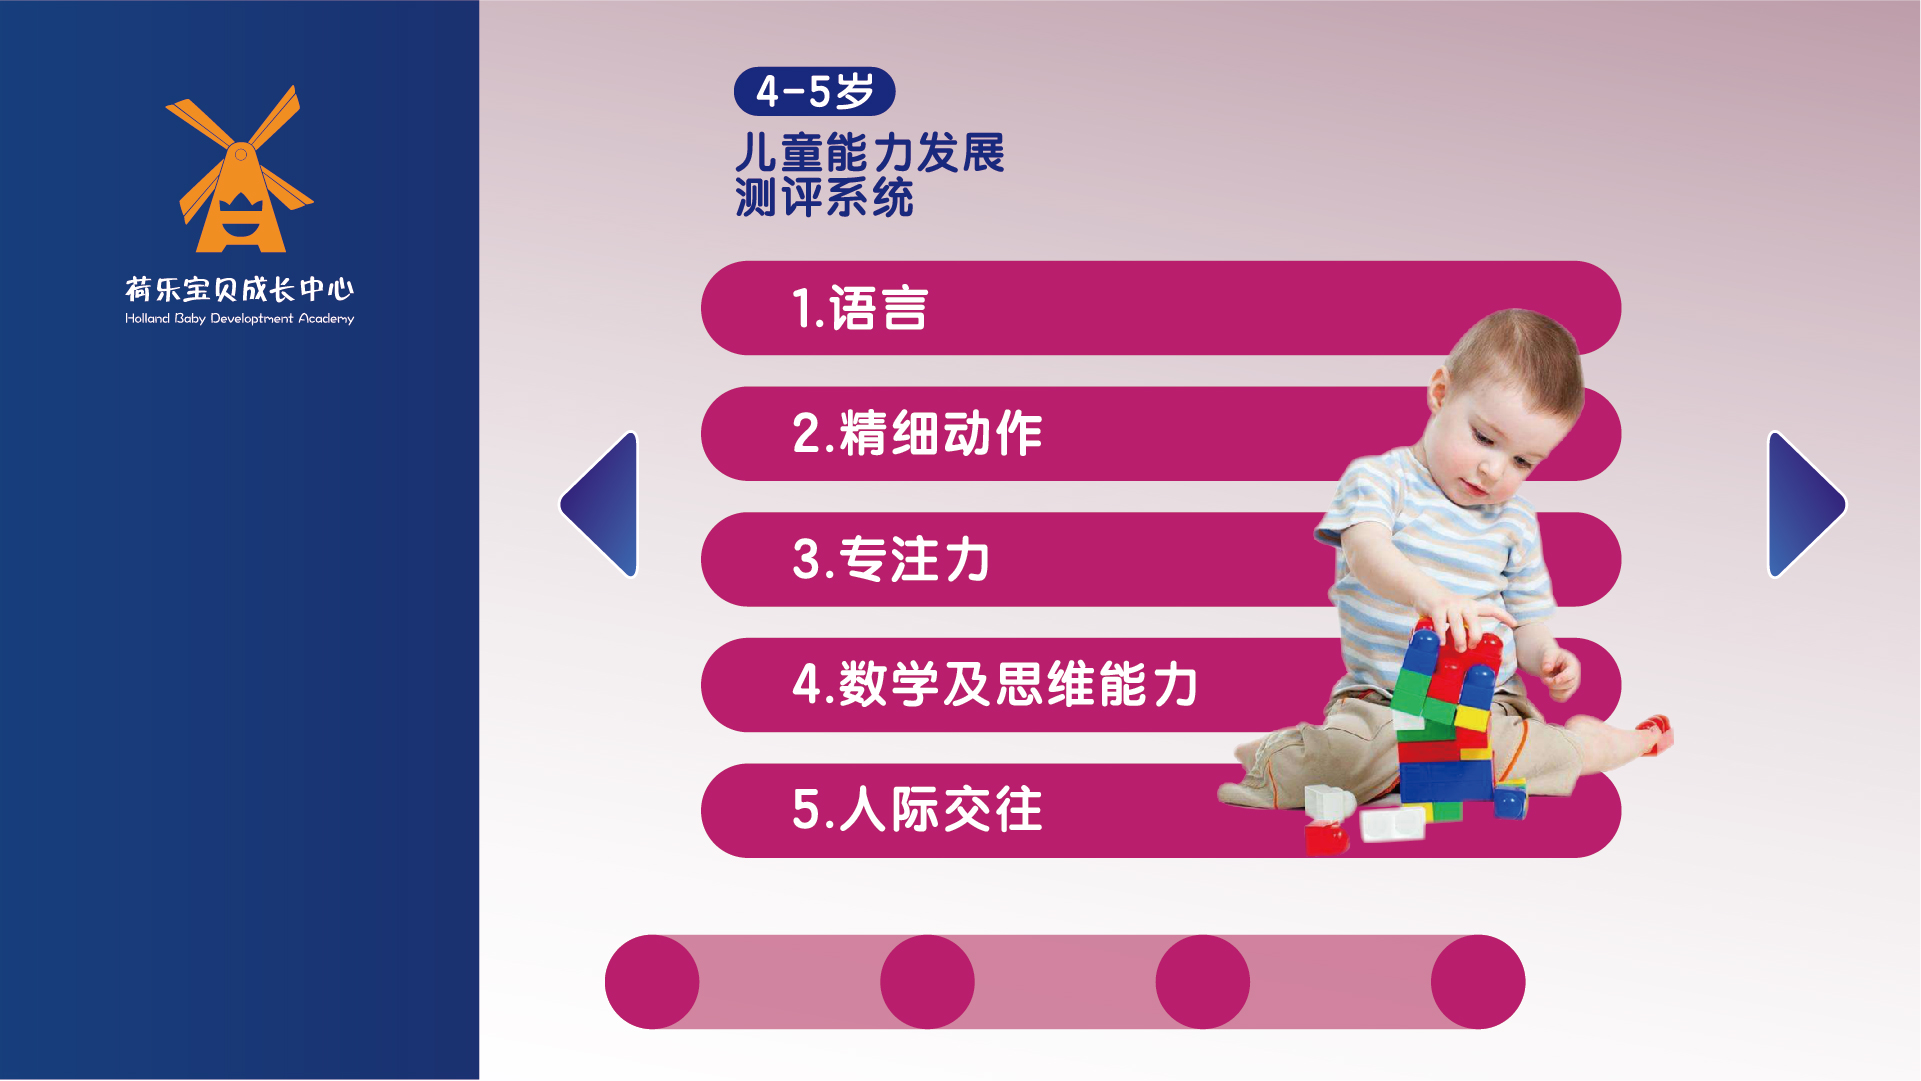 荷乐宝贝成长中心
Holland Baby Developtment Academy
4-5岁
儿童能力发展
测评系统
1.语言
2.精细动作
3.专注力
4.数学及思维能力
5.人际交往